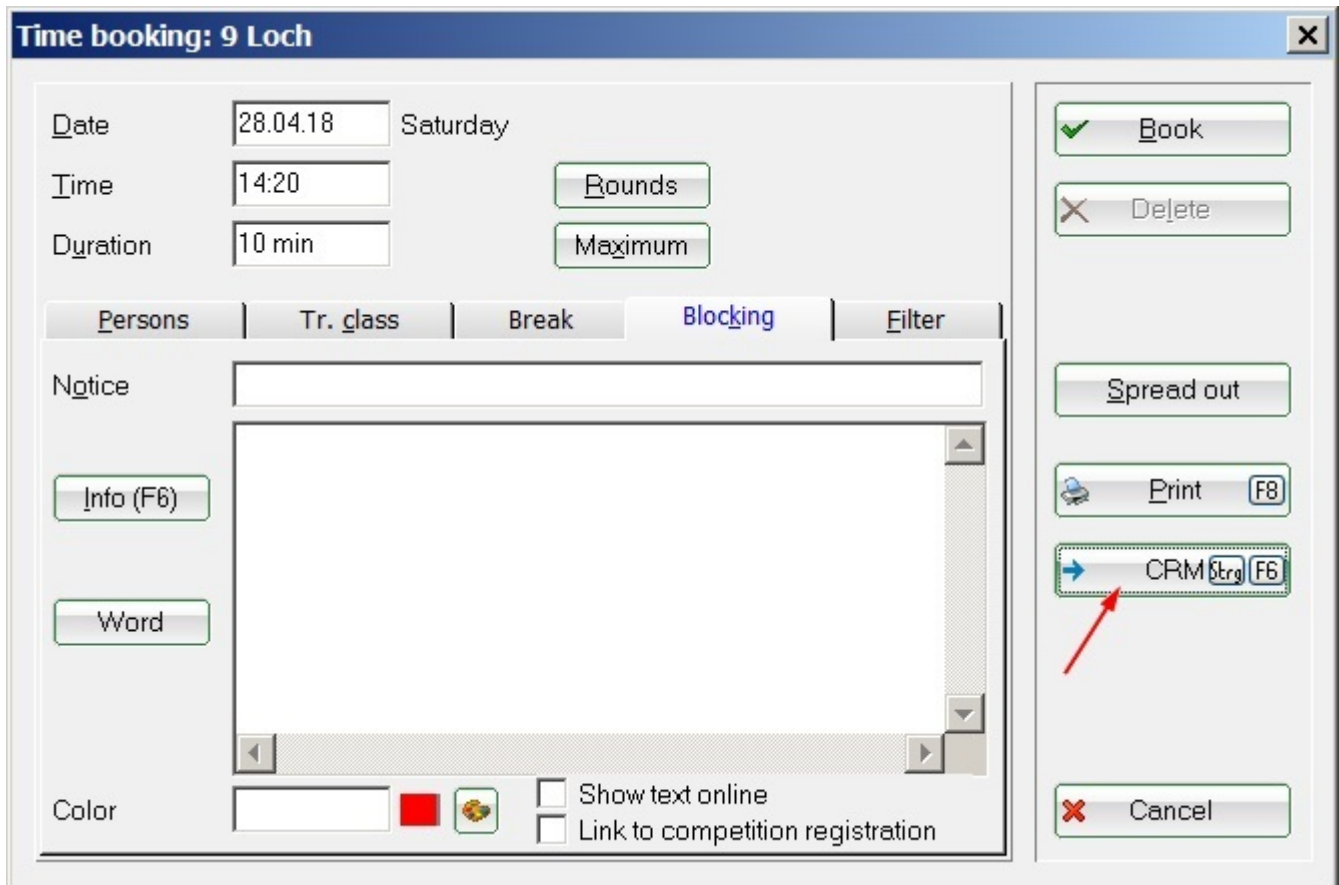 Time booking: 9 Loch
Date 28.04.18 Saturday
Time 14:20 Rounds
Duration 10 min Maximum
Persons Tr. class Break Blocking Filter
Notice
Info (F6)
Word
Color Show text online
Link to competition registration
Book
Delete
Spread out
Print F8
CRM Strg F6
Cancel